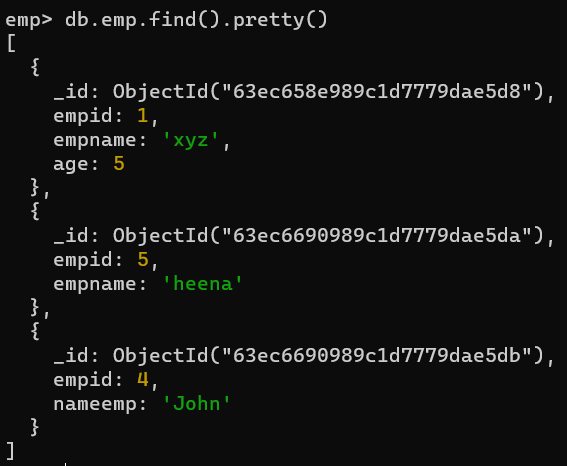 emp> db.emp.find().pretty()
[
  {
    _id: ObjectId("63ec658e989c1d7779dae5d8"),
    empid: 1,
    empname: 'xyz',
    age: 5
  },
  {
    _id: ObjectId("63ec6690989c1d7779dae5da"),
    empid: 5,
    empname: 'heena'
  },
  {
    _id: ObjectId("63ec6690989c1d7779dae5db"),
    empid: 4,
    nameemp: 'John'
  }
]